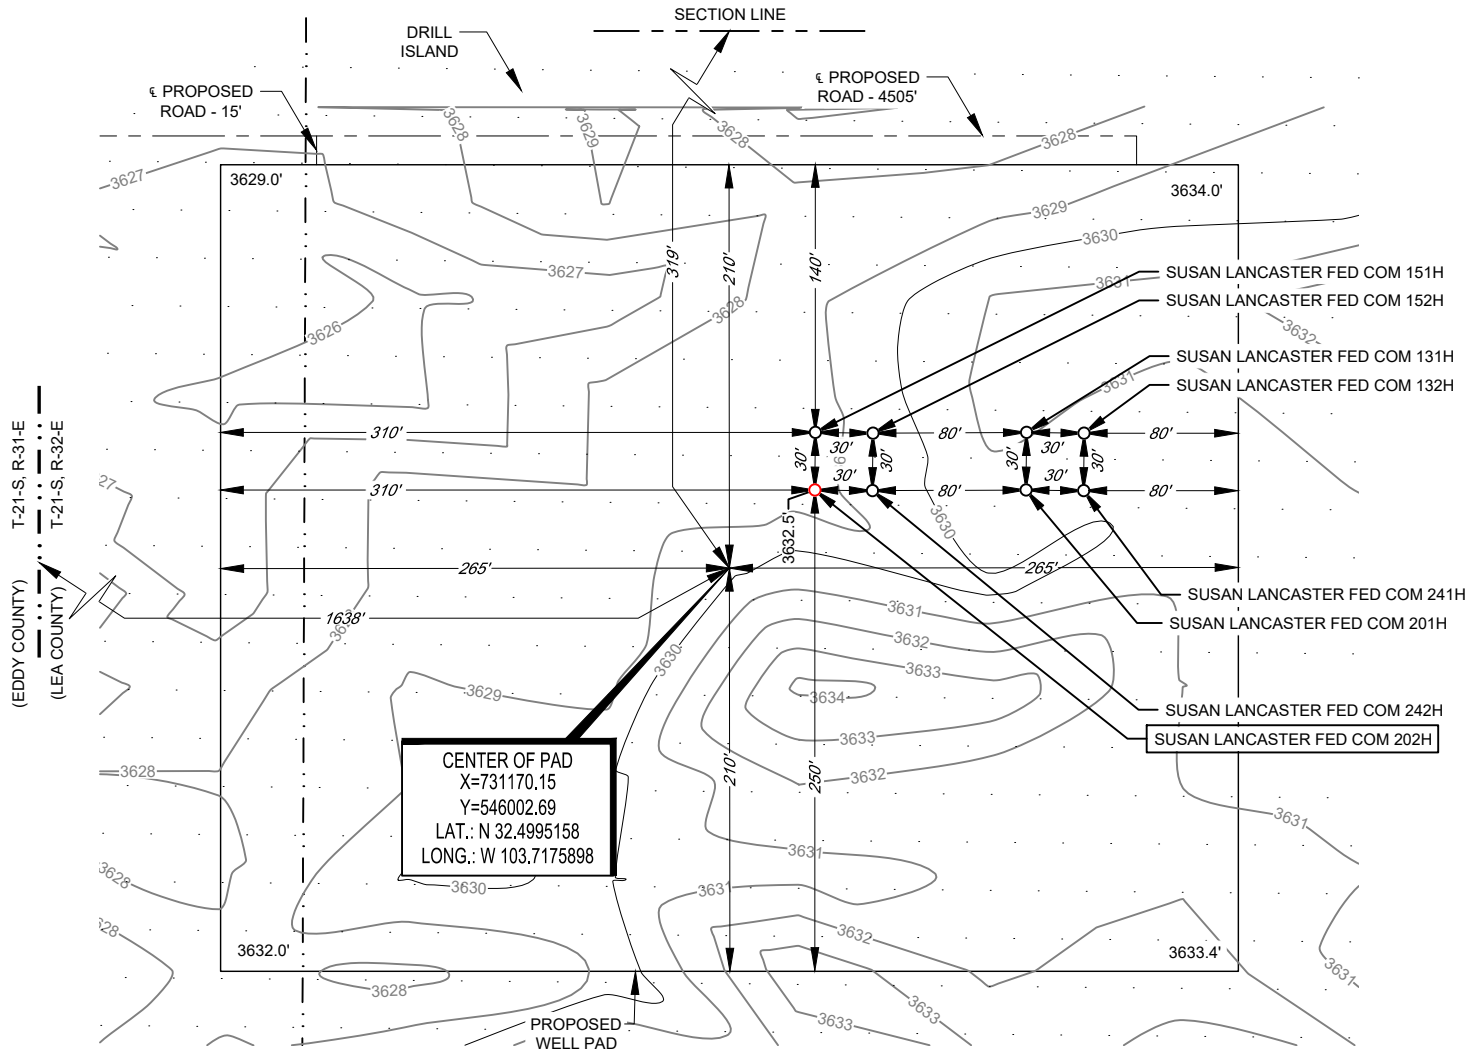 SECTION LINE
DRILL
ISLAND
℄ PROPOSED
ROAD - 15'
℄ PROPOSED
ROAD - 4505'
3628
3629
3628
3628
3627
3629.0'
3634.0'
3629
3630
3627
319'
210'
140'
3631
3628
3626
3632
3631
SUSAN LANCASTER FED COM 151H
SUSAN LANCASTER FED COM 152H
SUSAN LANCASTER FED COM 131H
SUSAN LANCASTER FED COM 132H
310'
30'
80'
30'
80'
30'
30'
30'
30'
310'
30'
80'
30'
80'
3632.5'
3630
T-21-S, R-31-E
T-21-S, R-32-E
(EDDY COUNTY)
(LEA COUNTY)
27
265'
265'
1638'
SUSAN LANCASTER FED COM 241H
SUSAN LANCASTER FED COM 201H
3631
3632
3633
3634
3633
3632
3630
3629
SUSAN LANCASTER FED COM 242H
SUSAN LANCASTER FED COM 202H
CENTER OF PAD
X=731170.15
Y=546002.69
LAT.: N 32.4995158
LONG.: W 103.7175898
210'
250'
3628
3631
3631
3628
3630
3631
3632
3632.0'
3633.4'
3631
3628
3633
3633
PROPOSED
WELL PAD